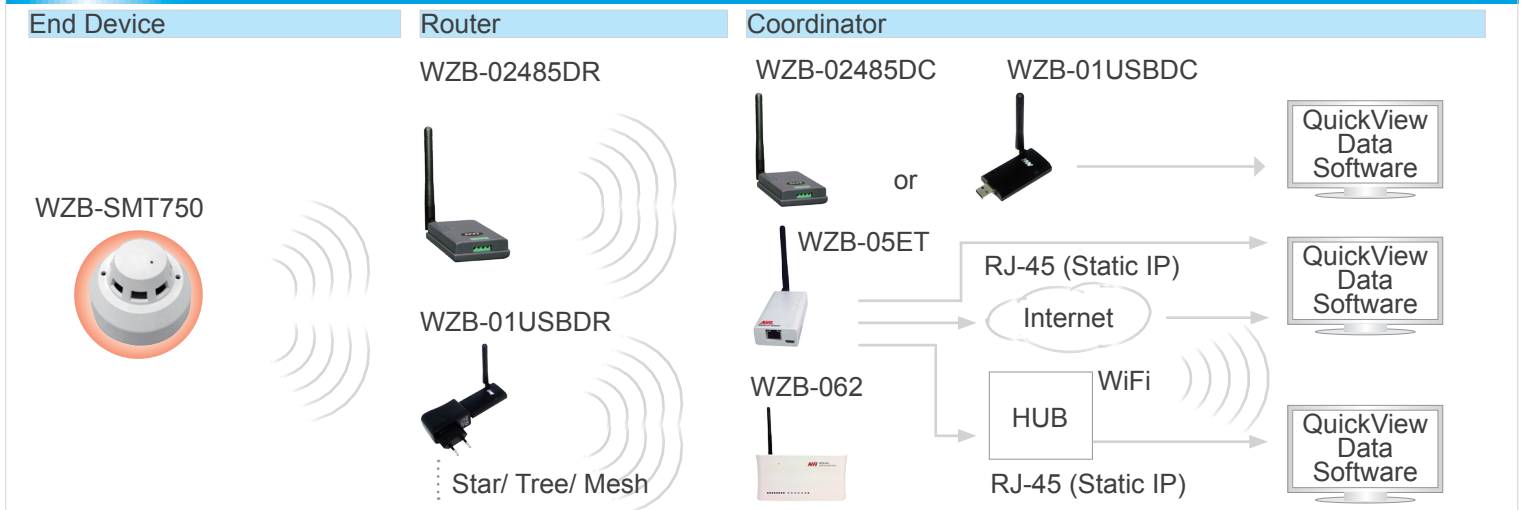 End Device
Router
Coordinator
WZB-02485DR
WZB-02485DC
WZB-01USBDC
QuickView
Data
Software
or
WZB-SMT750
WZB-05ET
RJ-45 (Static IP)
QuickView
Data
Software
Internet
WZB-01USBDR
WiFi
WZB-062
HUB
QuickView
Data
Software
Star/ Tree/ Mesh
RJ-45 (Static IP)